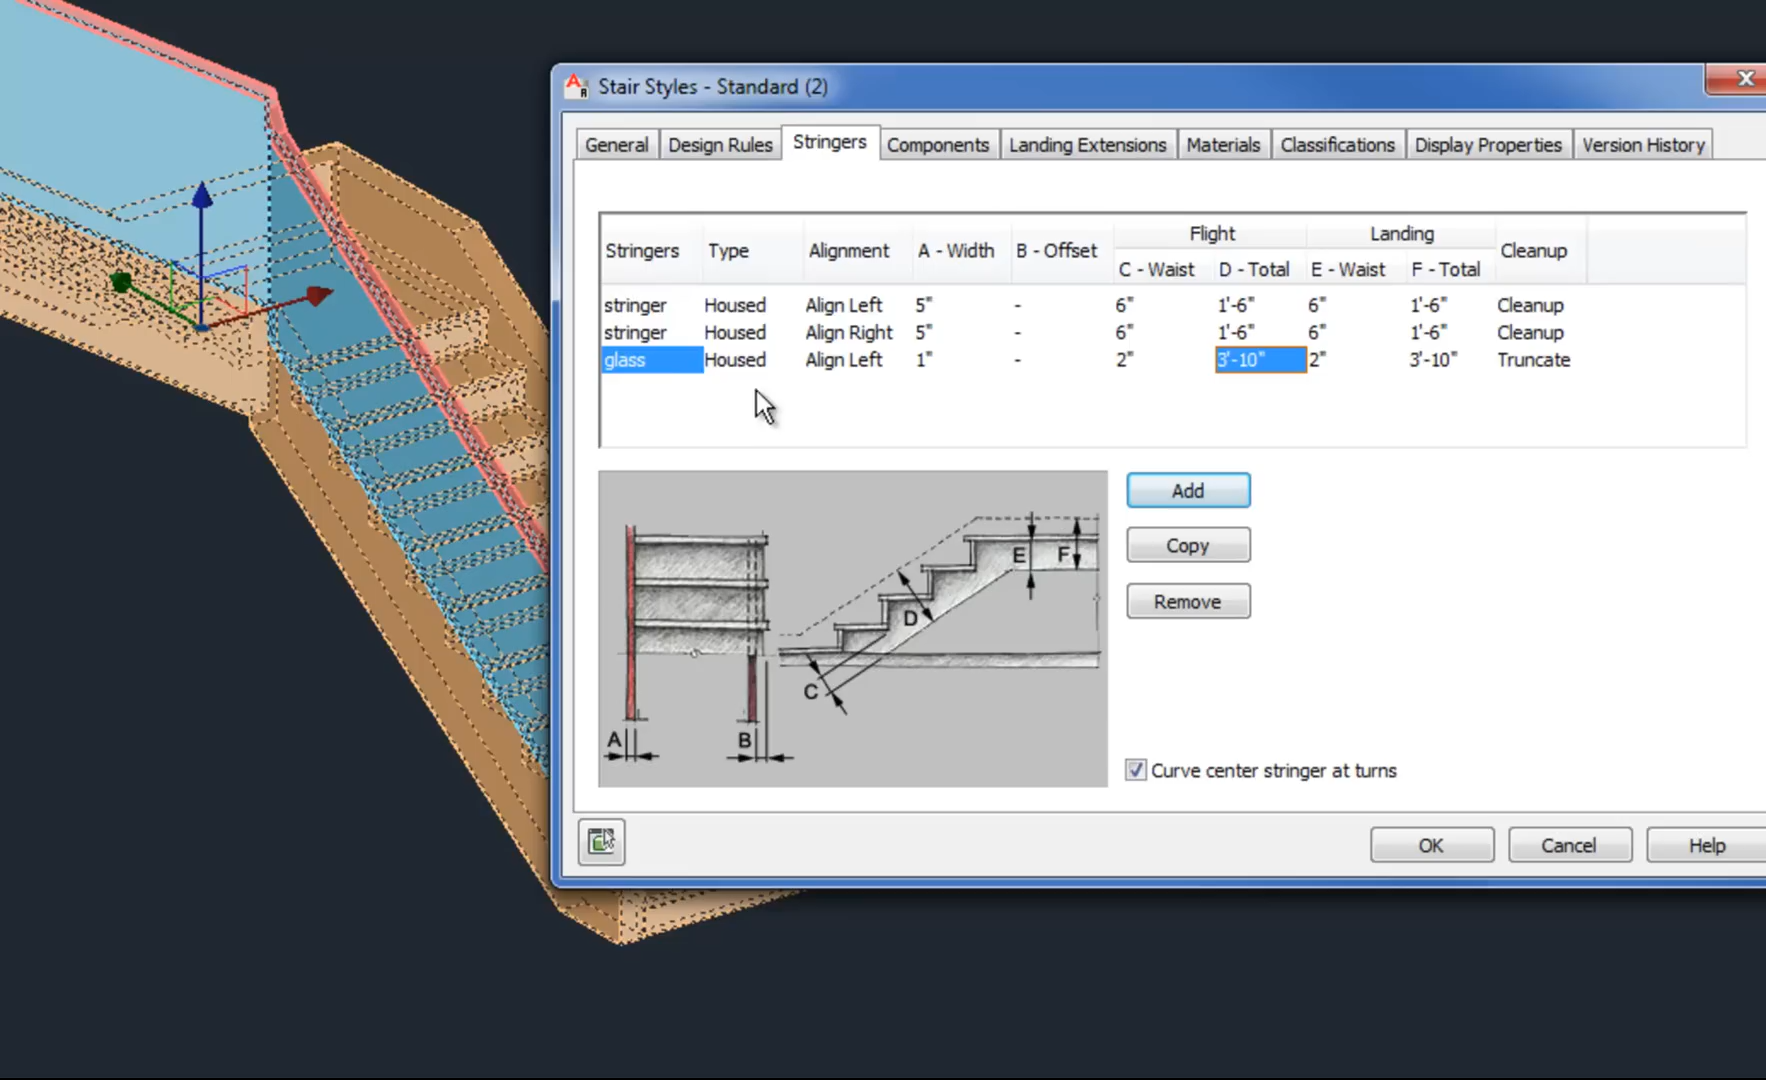 Stair Styles - Standard (2)
General Design Rules Stringers Components Landing Extensions Materials Classifications Display Properties Version History
Flight Landing
Stringers Type Alignment A - Width B - Offset C - Waist D - Total E - Waist F - Total Cleanup
stringer Housed Align Left 5" - 6" 1'-6" 6" 1'-6" Cleanup
stringer Housed Align Right 5" - 6" 1'-6" 6" 1'-6" Cleanup
glass Housed Align Left 1" - 2" 3'-10" 2" 3'-10" Truncate
Add
Copy
Remove
E F
D
C
A B
Curve center stringer at turns
OK Cancel Help